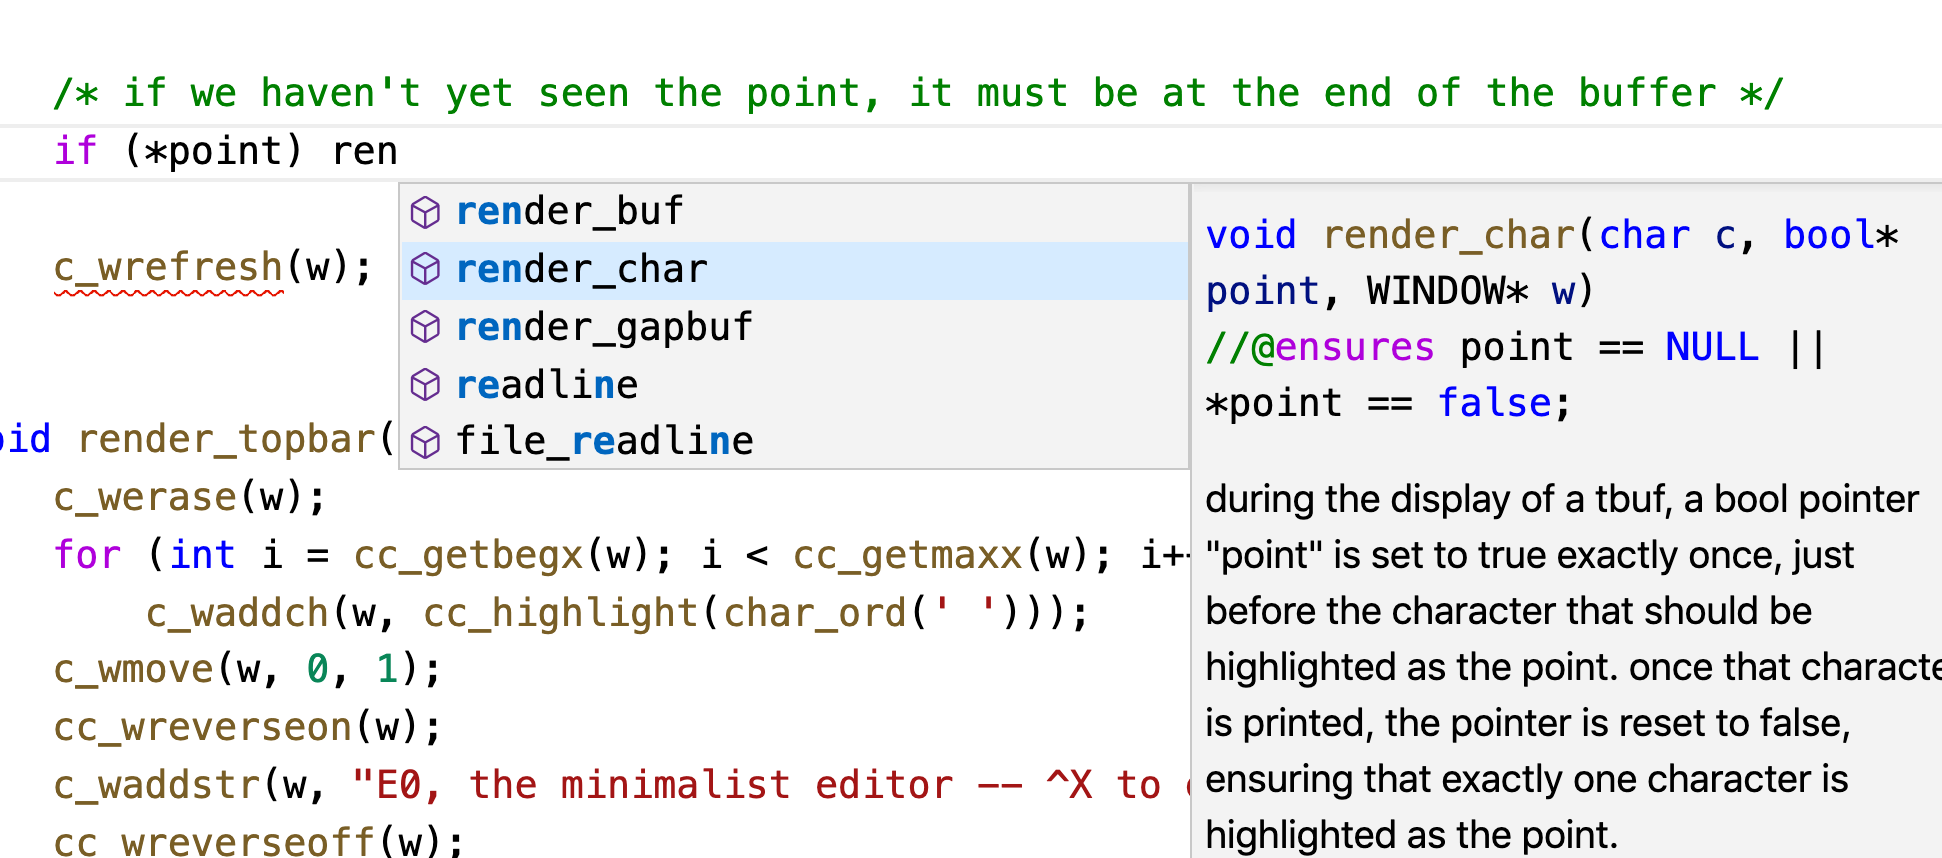 /* if we haven't yet seen the point, it must be at the end of the buffer */
if (*point) ren
render_buf
render_char
render_gapbuf
readline
file_readline
void render_char(char c, bool*
point, WINDOW* w)
//@ensures point == NULL ||
*point == false;
during the display of a tbuf, a bool pointer
"point" is set to true exactly once, just
before the character that should be
highlighted as the point. once that characte
is printed, the pointer is reset to false,
ensuring that exactly one character is
highlighted as the point.
c_wrefresh(w);
oid render_topbar(
c_werase(w);
for (int i = cc_getbegx(w); i < cc_getmaxx(w); i+
c_waddch(w, cc_highlight(char_ord(' ')));
c_wmove(w, 0, 1);
cc_wreverseon(w);
c_waddstr(w, "E0, the minimalist editor -- ^X to
cc_wreverseoff(w);